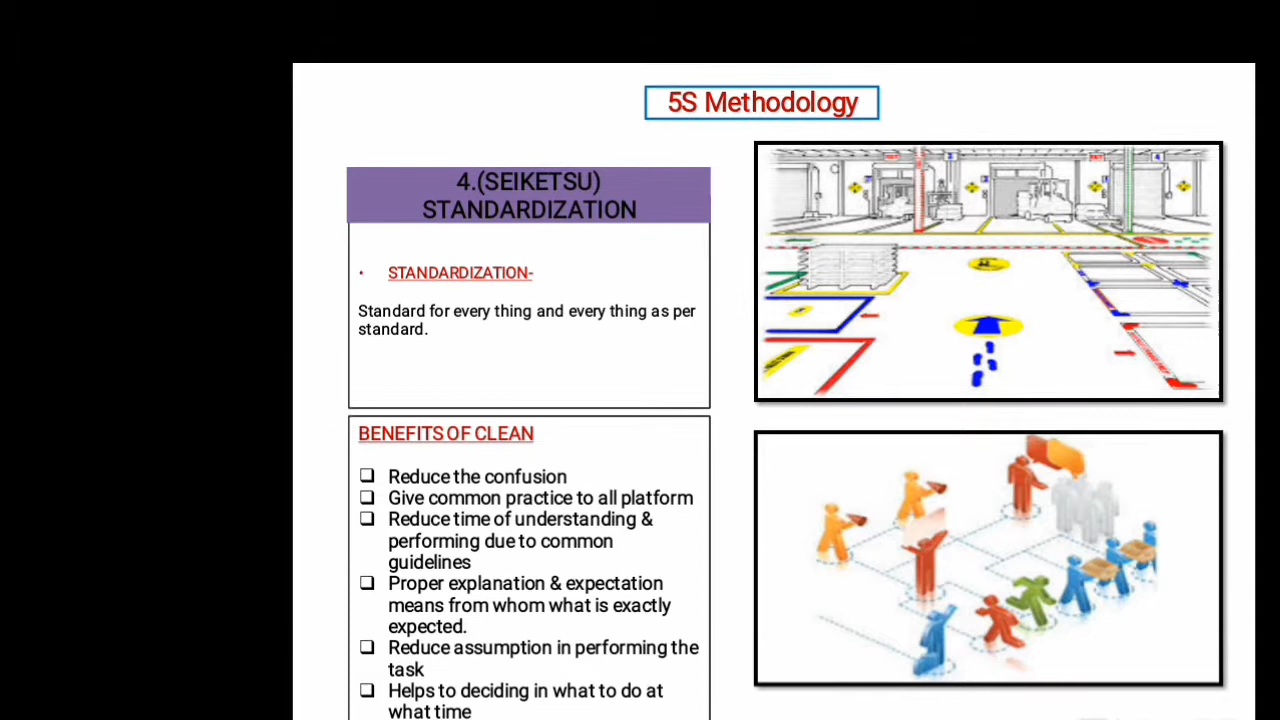 5S Methodology
4.(SEIKETSU)
STANDARDIZATION
• STANDARDIZATION-
Standard for every thing and every thing as per
standard.
BENEFITS OF CLEAN
❑ Reduce the confusion
❑ Give common practice to all platform
❑ Reduce time of understanding &
performing due to common
guidelines
❑ Proper explanation & expectation
means from whom what is exactly
expected.
❑ Reduce assumption in performing the
task
❑ Helps to deciding in what to do at
what time